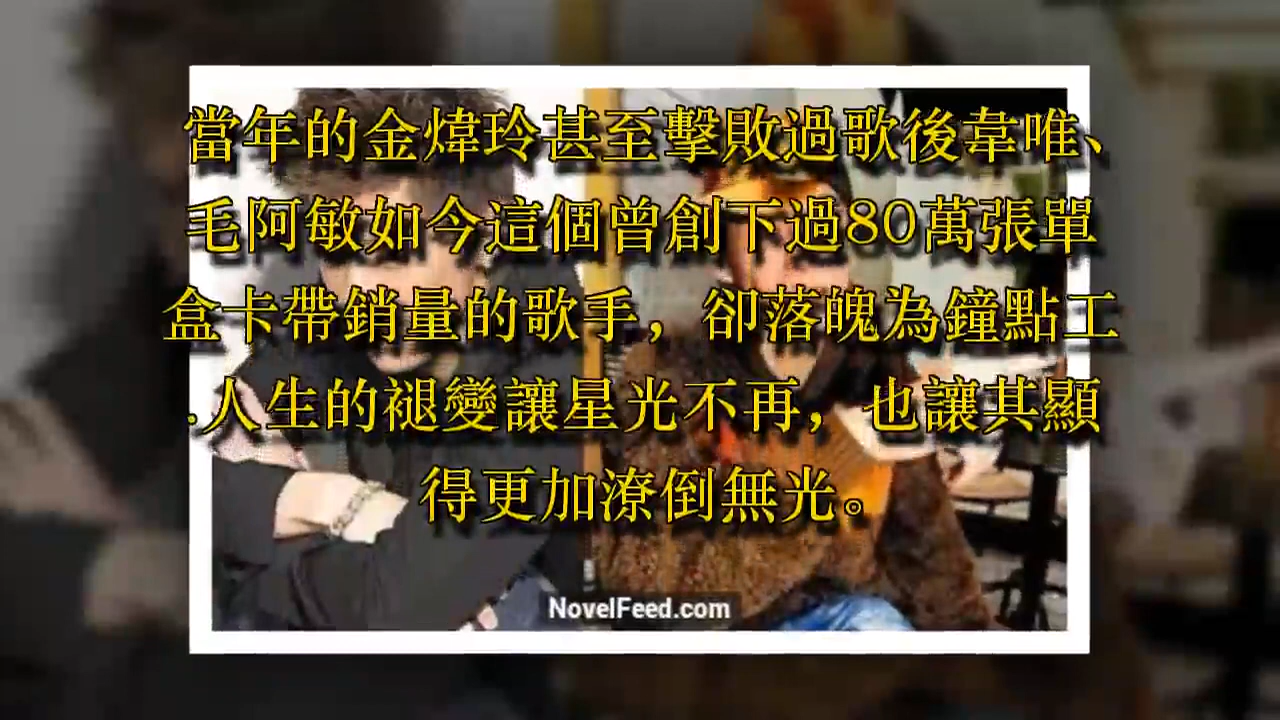 當年的金煒玲甚至擊敗過歌後韋唯、
毛阿敏如今這個曾創下過80萬張單
盒卡帶銷量的歌手，卻落魄為鐘點工
.人生的褪變讓星光不再，也讓其顯
得更加潦倒無光。
NovelFeed.com